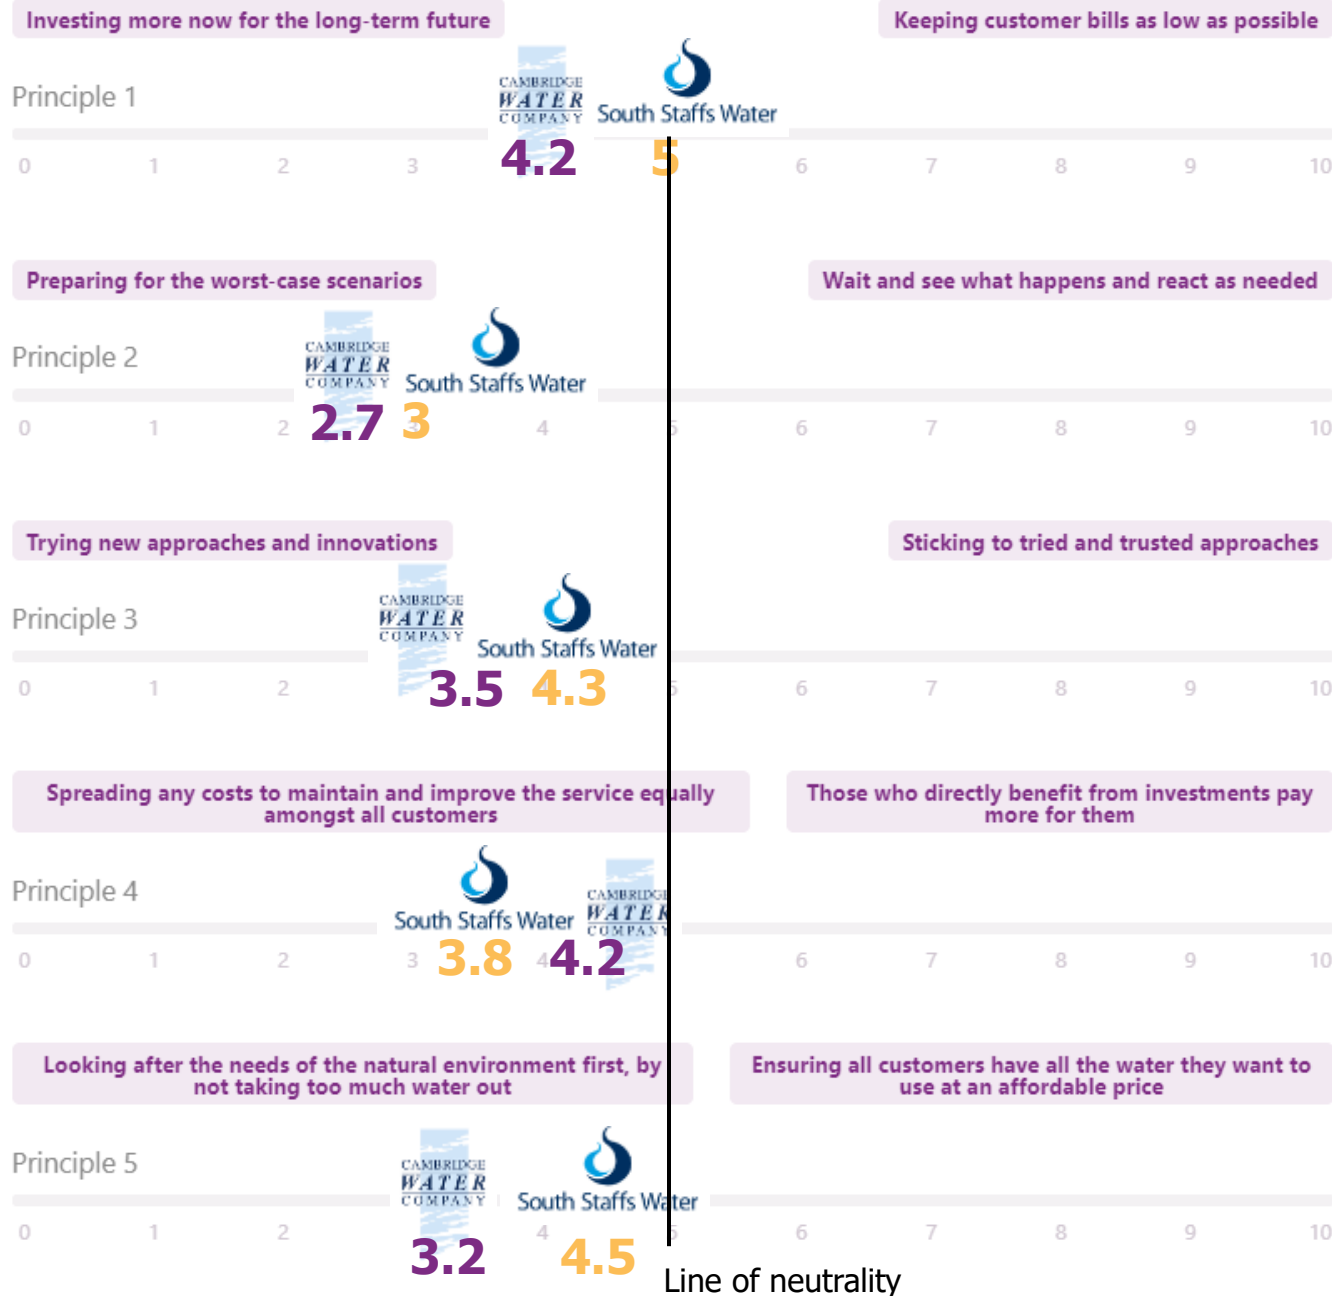 Investing more now for the long-term future
Keeping customer bills as low as possible
Principle 1
CAMBRIDGE
WATER
COMPANY
South Staffs Water
0 1 2 3 4.2 5 6 7 8 9 10
Preparing for the worst-case scenarios
Wait and see what happens and react as needed
Principle 2
CAMBRIDGE
WATER
COMPANY
South Staffs Water
0 1 2 2.7 3 4 5 6 7 8 9 10
Trying new approaches and innovations
Sticking to tried and trusted approaches
Principle 3
CAMBRIDGE
WATER
COMPANY
South Staffs Water
0 1 2 3.5 4.3 5 6 7 8 9 10
Spreading any costs to maintain and improve the service equally
amongst all customers
Those who directly benefit from investments pay
more for them
Principle 4
South Staffs Water
CAMBRIDGE
WATER
COMPANY
0 1 2 3 3.8 4 4.2 6 7 8 9 10
Looking after the needs of the natural environment first, by
not taking too much water out
Ensuring all customers have all the water they want to
use at an affordable price
Principle 5
CAMBRIDGE
WATER
COMPANY
South Staffs Water
0 1 2 3.2 4 4.5 5 6 7 8 9 10
Line of neutrality